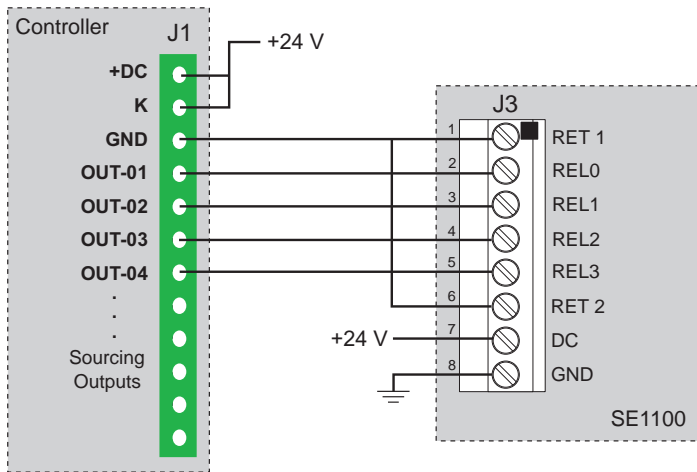 Controller
J1
+24 V
+DC
K
GND
OUT-01
OUT-02
OUT-03
OUT-04
.
.
.
Sourcing
Outputs
J3
1 RET 1
2 REL0
3 REL1
4 REL2
5 REL3
6 RET 2
+24 V 7 DC
8 GND
SE1100